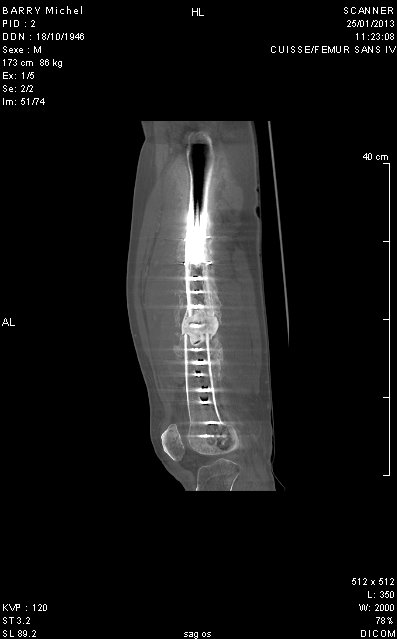 BARRY Michel
PID : 2
DDN : 18/10/1946
Sexe : M
173 cm  86 kg
Ex: 1/5
Se: 2/2
Im: 51/74
HL
SCANNER
25/01/2013
11:23:08
CUISSE/FEMUR SANS IV
40 cm
AL
512 x 512
L: 350
W: 2000
78%
DICOM
KVP : 120
ST 3.2
SL 89.2
sag os